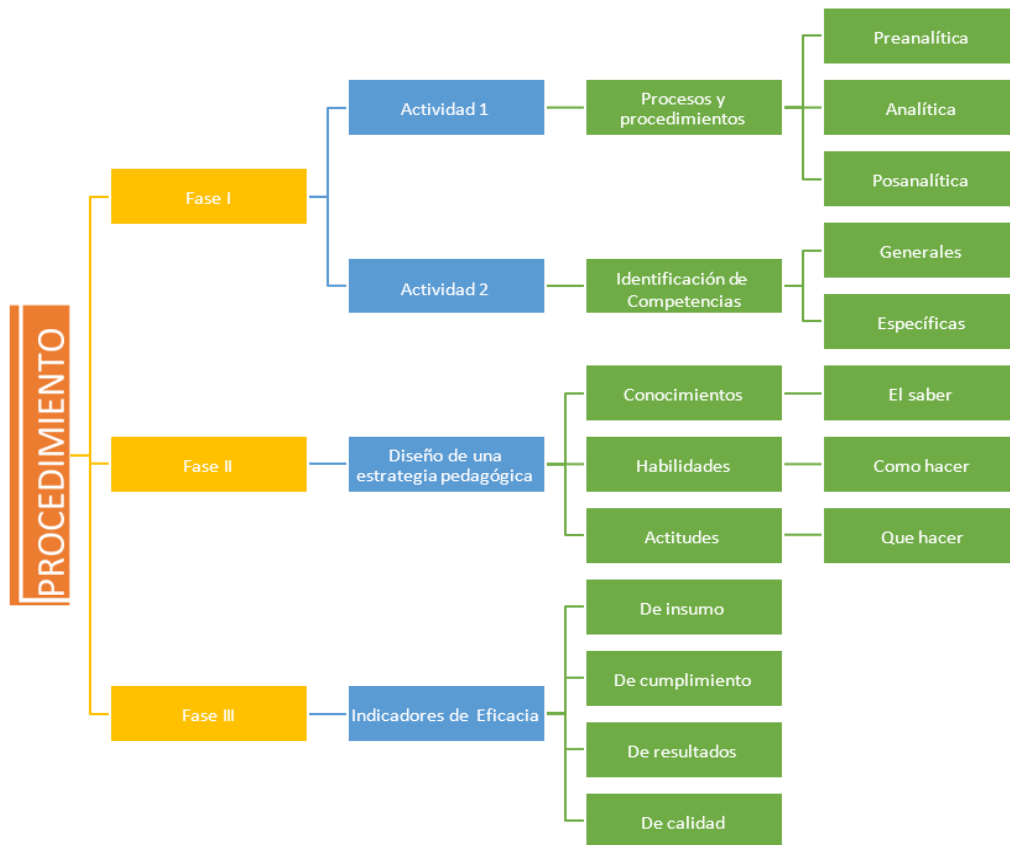 PROCEDIMIENTO
Fase I
Actividad 1
Procesos y
procedimientos
Preanalítica
Analítica
Posanalítica
Actividad 2
Identificación de
Competencias
Generales
Específicas
Fase II
Diseño de una
estrategia pedagógica
Conocimientos
El saber
Habilidades
Como hacer
Actitudes
Que hacer
Fase III
Indicadores de Eficacia
De insumo
De cumplimiento
De resultados
De calidad